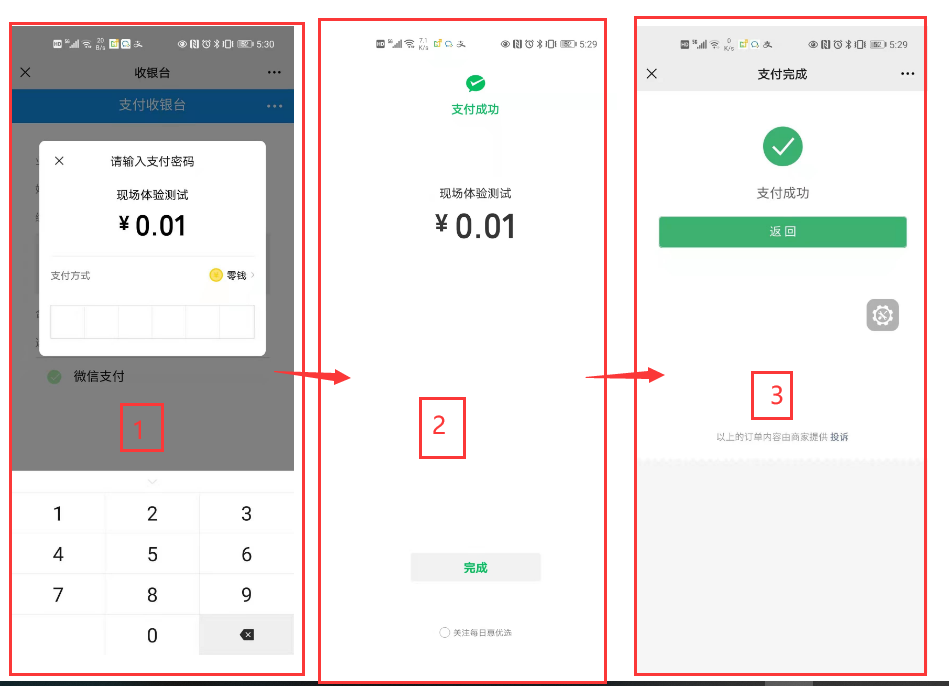 5:30
收银台
支付收银台
请输入支付密码
现场体验测试
¥0.01
支付方式
零钱
微信支付
1
1 2 3
4 5 6
7 8 9
0
7.1
K/s
5:29
支付成功
现场体验测试
¥0.01
2
完成
关注每日惠优选
0
K/s
5:29
支付完成
支付成功
返回
3
以上的订单内容由商家提供 投诉